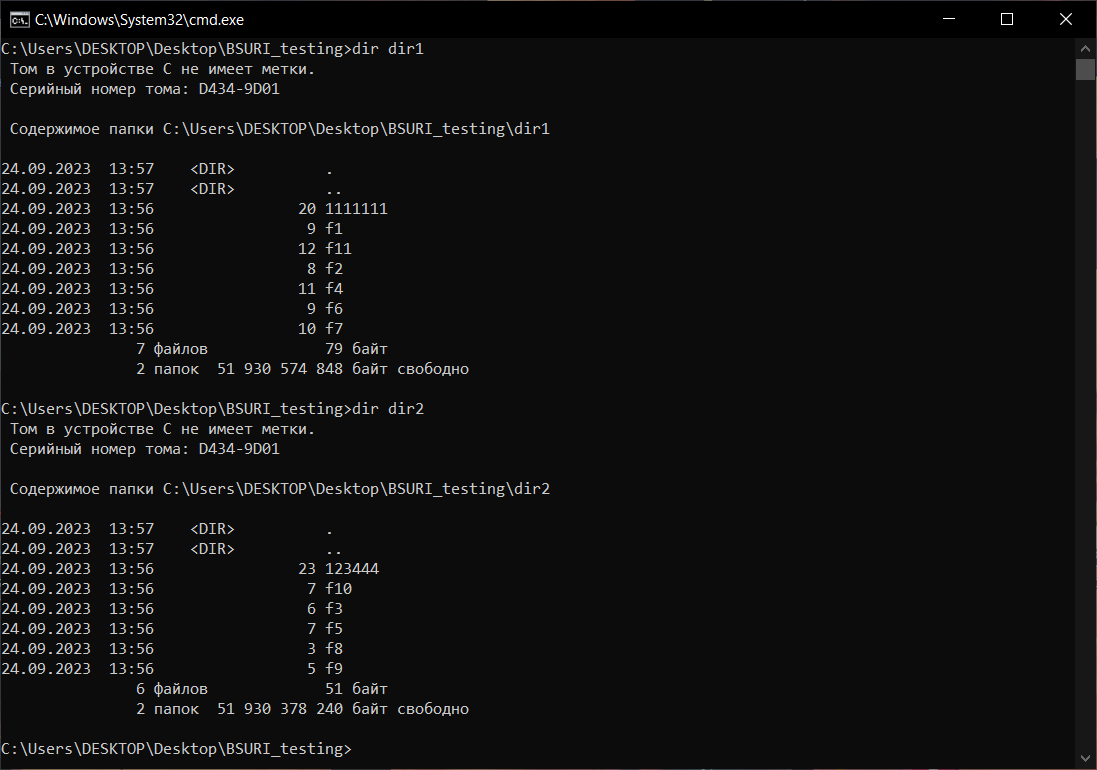 C:\Windows\System32\cmd.exe
C:\Users\DESKTOP\Desktop\BSURI_testing>dir dir1
Том в устройстве C не имеет метки.
Серийный номер тома: D434-9D01
Содержимое папки C:\Users\DESKTOP\Desktop\BSURI_testing\dir1
24.09.2023  13:57    <DIR>          .
24.09.2023  13:57    <DIR>          ..
24.09.2023  13:56                20 1111111
24.09.2023  13:56                 9 f1
24.09.2023  13:56                12 f11
24.09.2023  13:56                 8 f2
24.09.2023  13:56                11 f4
24.09.2023  13:56                 9 f6
24.09.2023  13:56                10 f7
7 файлов             79 байт
2 папок  51 930 574 848 байт свободно
C:\Users\DESKTOP\Desktop\BSURI_testing>dir dir2
Том в устройстве C не имеет метки.
Серийный номер тома: D434-9D01
Содержимое папки C:\Users\DESKTOP\Desktop\BSURI_testing\dir2
24.09.2023  13:57    <DIR>          .
24.09.2023  13:57    <DIR>          ..
24.09.2023  13:56                23 123444
24.09.2023  13:56                 7 f10
24.09.2023  13:56                 6 f3
24.09.2023  13:56                 7 f5
24.09.2023  13:56                 3 f8
24.09.2023  13:56                 5 f9
6 файлов             51 байт
2 папок  51 930 378 240 байт свободно
C:\Users\DESKTOP\Desktop\BSURI_testing>